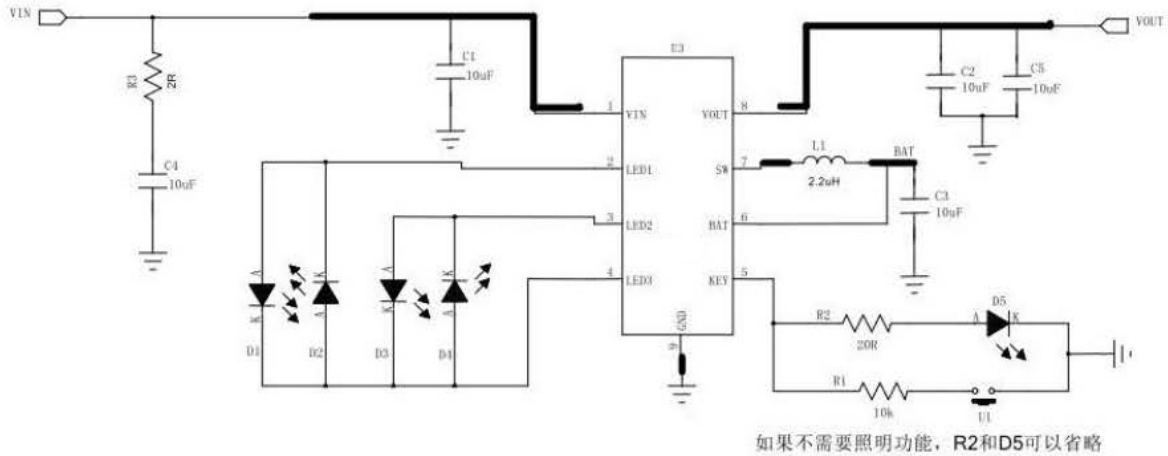 VIN
VOUT
R3
2R
C4
10uF
C1
10uF
U3
C2
10uF
C5
10uF
1
VIN
VOUT
8
2
LED1
SW
7
L1
2.2uH
BAT
3
LED2
BAT
6
C3
10uF
4
LED3
KEY
5
GND
9
A
K
D1
K
A
D2
A
K
D3
K
A
D4
R2
20R
A
D5
K
R1
10k
U1
如果不需要照明功能，R2和D5可以省略